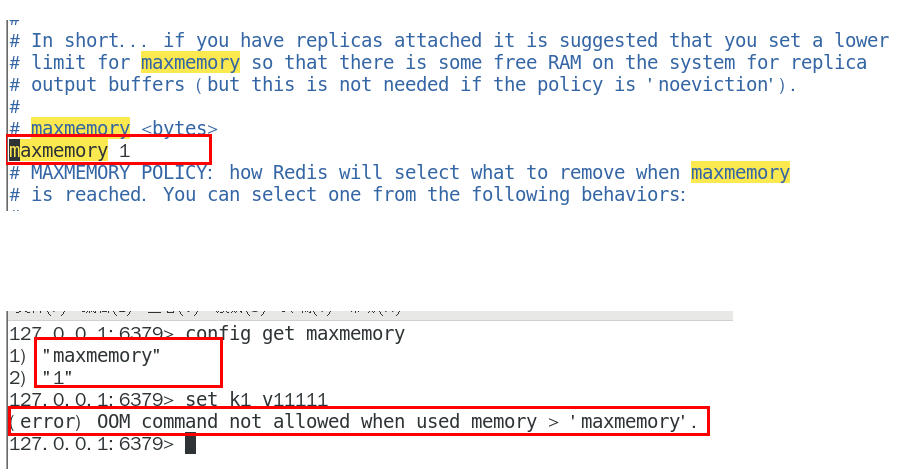 #
# In short... if you have replicas attached it is suggested that you set a lower
# limit for maxmemory so that there is some free RAM on the system for replica
# output buffers (but this is not needed if the policy is 'noeviction').
#
# maxmemory <bytes>
maxmemory 1
# MAXMEMORY POLICY: how Redis will select what to remove when maxmemory
# is reached. You can select one from the following behaviors:
127.0.0.1:6379> config get maxmemory
1) "maxmemory"
2) "1"
127.0.0.1:6379> set k1 v11111
(error) OOM command not allowed when used memory > 'maxmemory'.
127.0.0.1:6379>